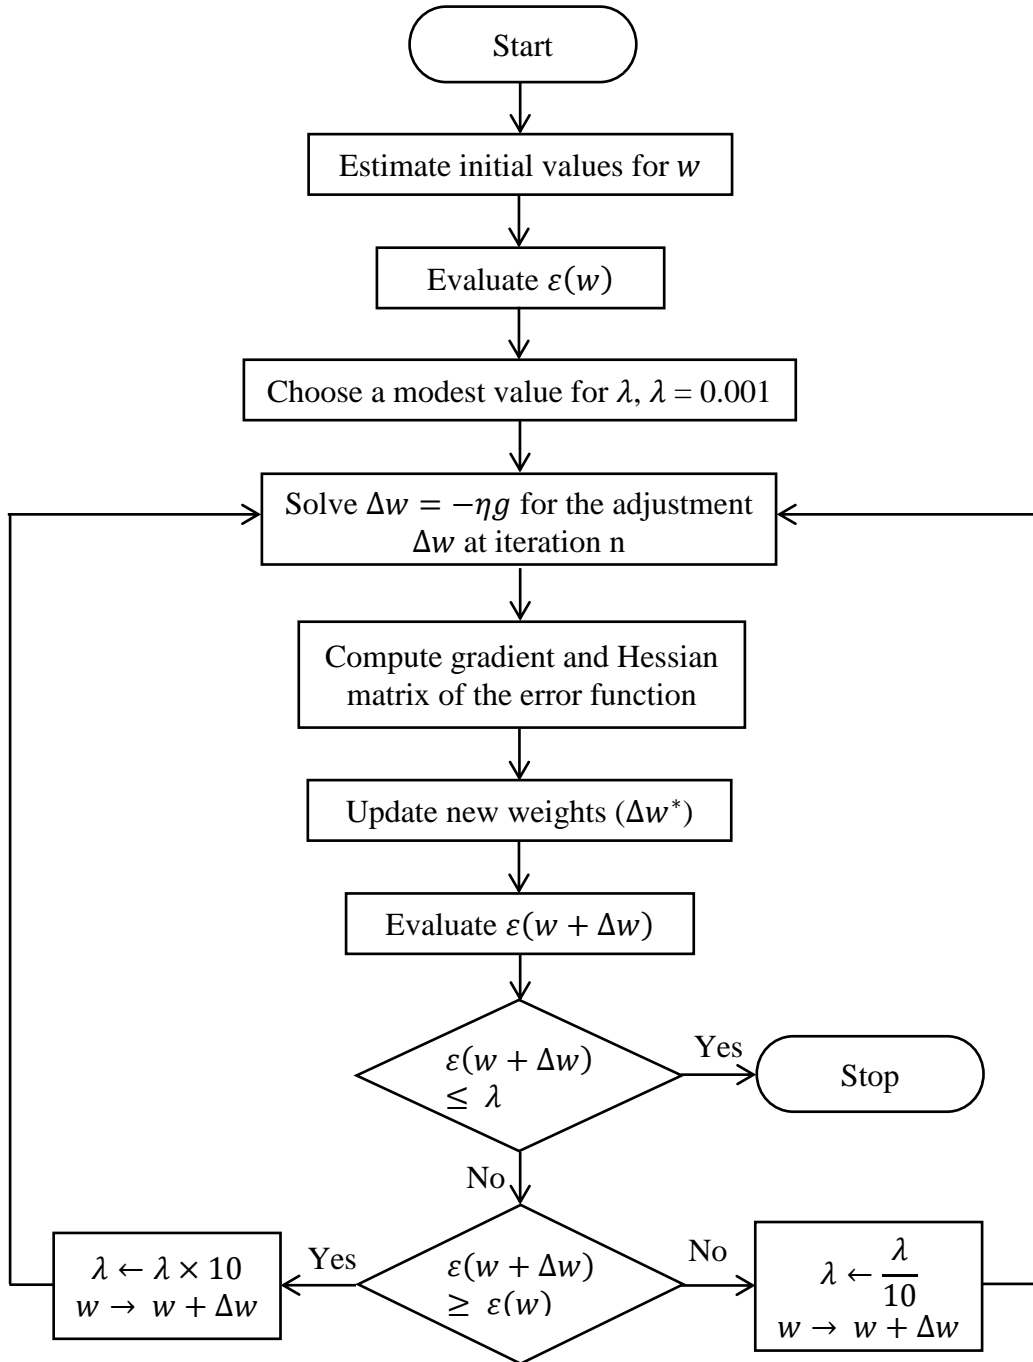 Start
Estimate initial values for w
Evaluate ε(w)
Choose a modest value for λ, λ = 0.001
Solve Δw = −ηg for the adjustment
Δw at iteration n
Compute gradient and Hessian
matrix of the error function
Update new weights (Δw*)
Evaluate ε(w + Δw)
ε(w + Δw)
≤ λ
Yes
Stop
No
λ ← λ × 10
w → w + Δw
Yes
ε(w + Δw)
≥ ε(w)
No
λ ← λ/10
w → w + Δw